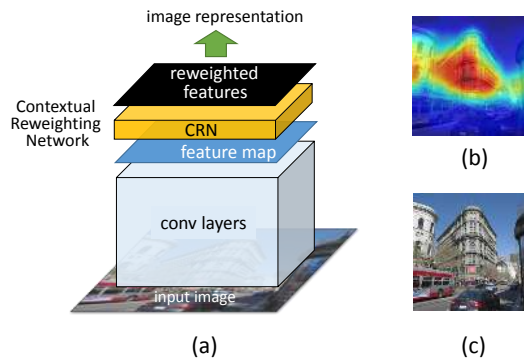 image representation
reweighted
features
Contextual
Reweighting
Network
CRN
feature map
conv layers
input image
(a)
(b)
(c)